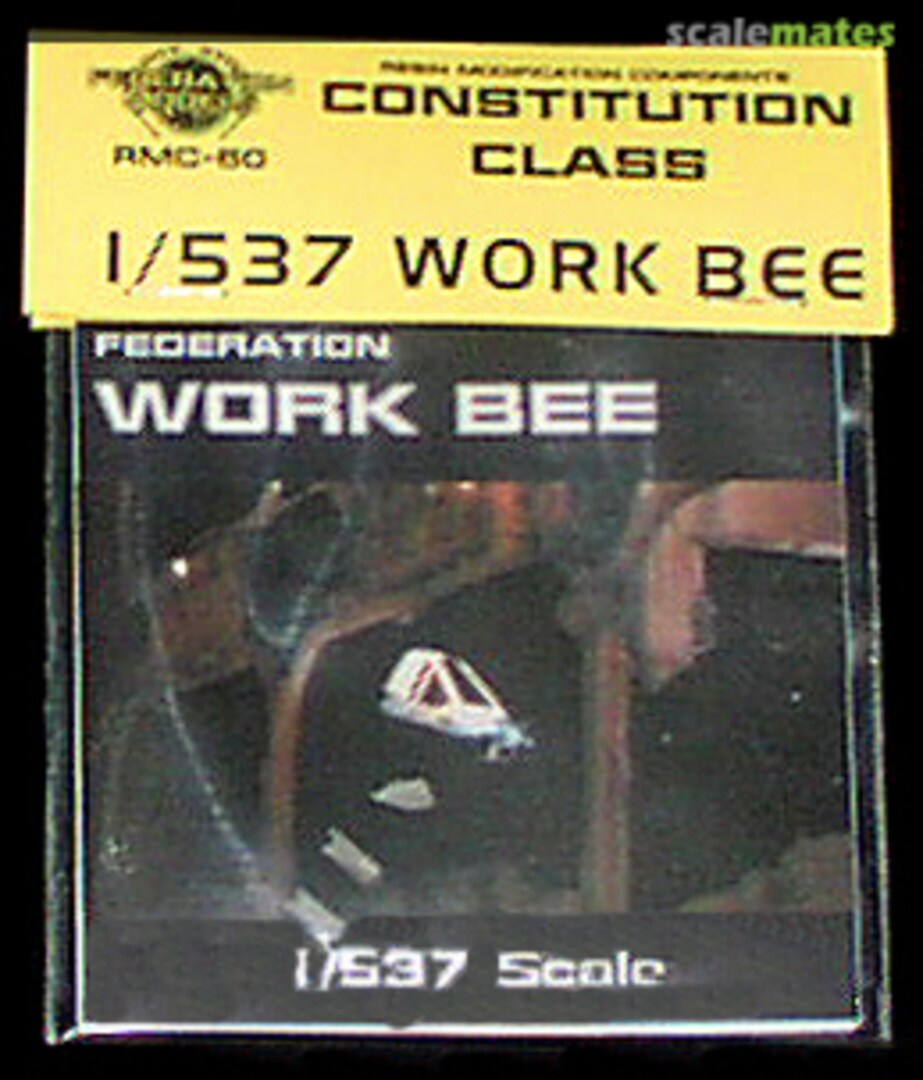 scalemates
RESIN MODIFICATION COMPONENTS
CONSTITUTION
CLASS
RMC-60
1/537 WORK BEE
FEDERATION
WORK BEE
1/537 Scale